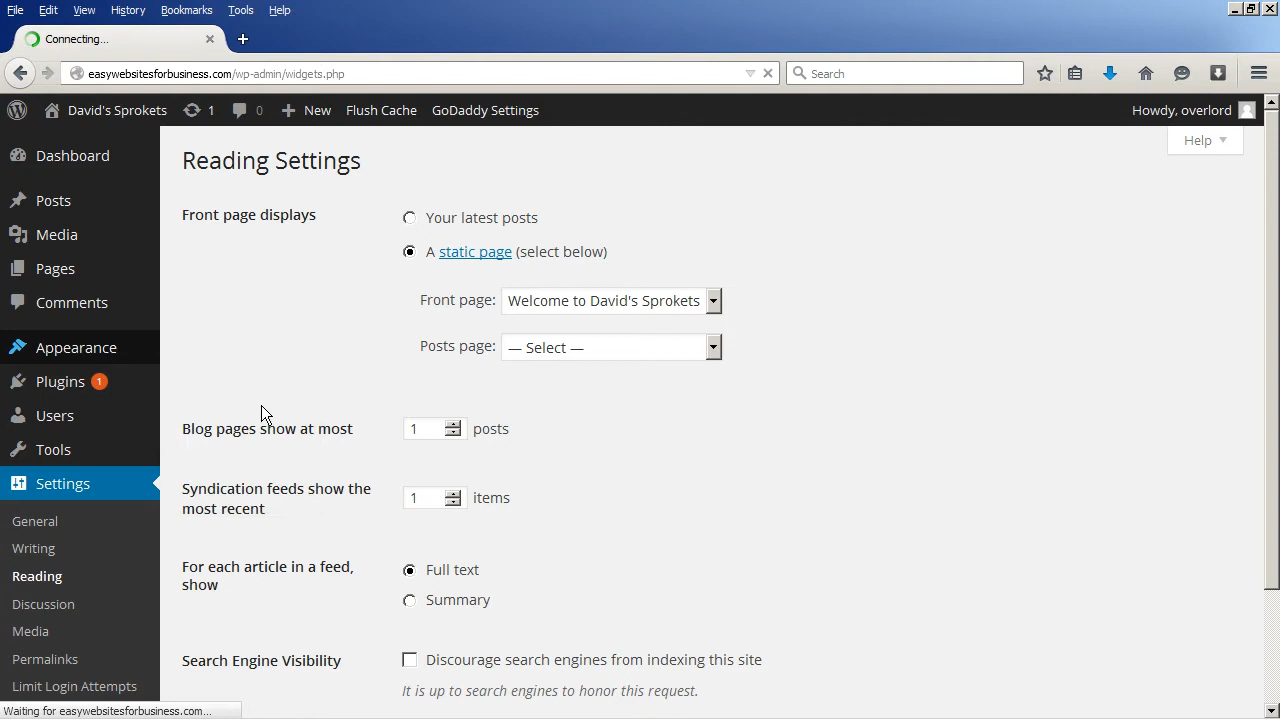 File Edit View History Bookmarks Tools Help
Connecting...
easywebsitesforbusiness.com/wp-admin/widgets.php
Search
David's Sprokets 1 0 New Flush Cache GoDaddy Settings Howdy, overlord
Help
Dashboard
Posts
Media
Pages
Comments
Appearance
Plugins 1
Users
Tools
Settings
General
Writing
Reading
Discussion
Media
Permalinks
Limit Login Attempts
Reading Settings
Front page displays
Your latest posts
A static page (select below)
Front page: Welcome to David's Sprokets
Posts page: — Select —
Blog pages show at most 1 posts
Syndication feeds show the
most recent
1 items
For each article in a feed,
show
Full text
Summary
Search Engine Visibility
Discourage search engines from indexing this site
It is up to search engines to honor this request.
Waiting for easywebsitesforbusiness.com...